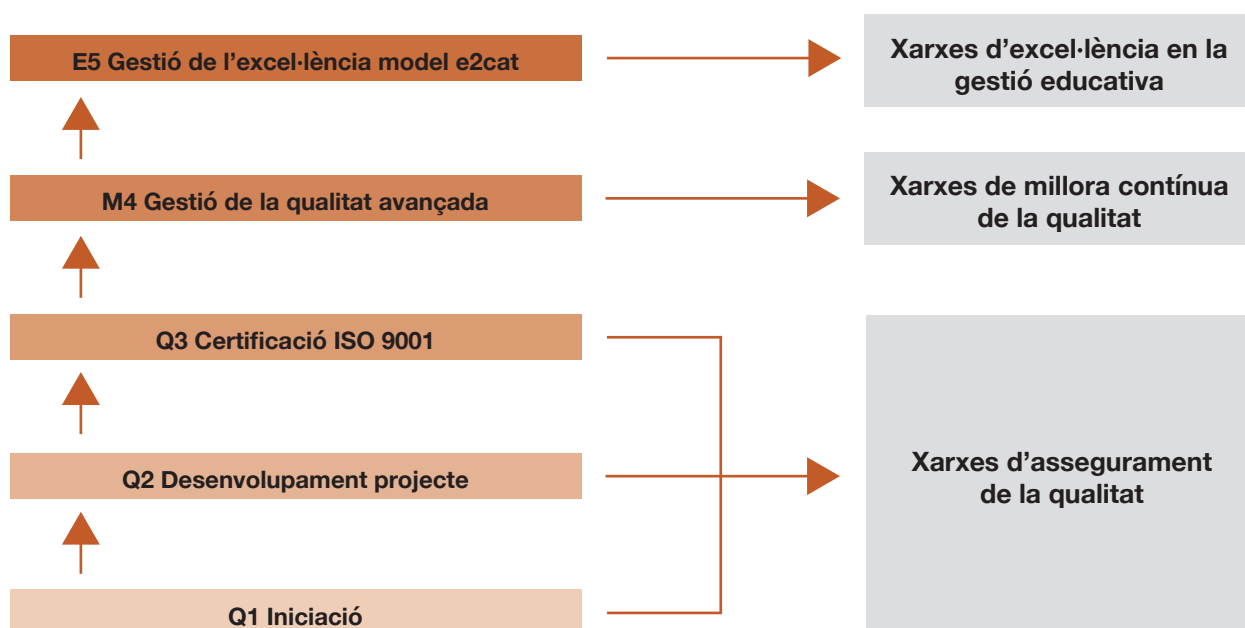 E5 Gestió de l’excel·lència model e2cat
Xarxes d’excel·lència en la
gestió educativa
M4 Gestió de la qualitat avançada
Xarxes de millora contínua
de la qualitat
Q3 Certificació ISO 9001
Q2 Desenvolupament projecte
Xarxes d’assegurament
de la qualitat
Q1 Iniciació